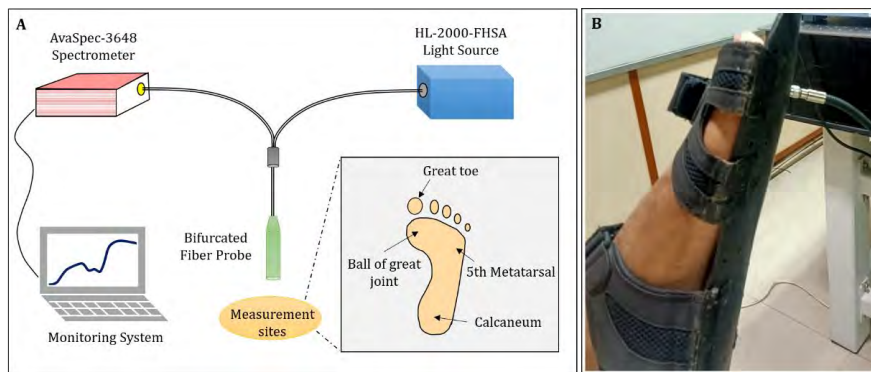 A
AvaSpec-3648
Spectrometer
HL-2000-FHSA
Light Source
Great toe
Bifurcated
Fiber Probe
Ball of great
joint
5th Metatarsal
Measurement
sites
Calcaneum
Monitoring System
B